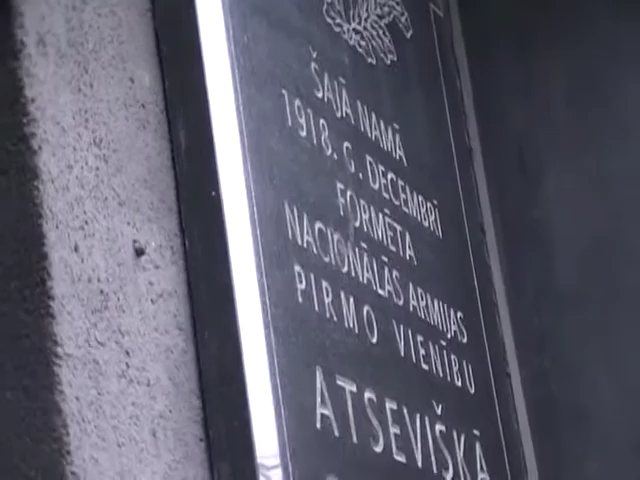 ŠAJĀ NAMĀ
1918. G. DECEMBRĪ
FORMĒTA
NACIONĀLĀS ARMIJAS
PIRMO VIENĪBU
ATSEVIŠĶĀ